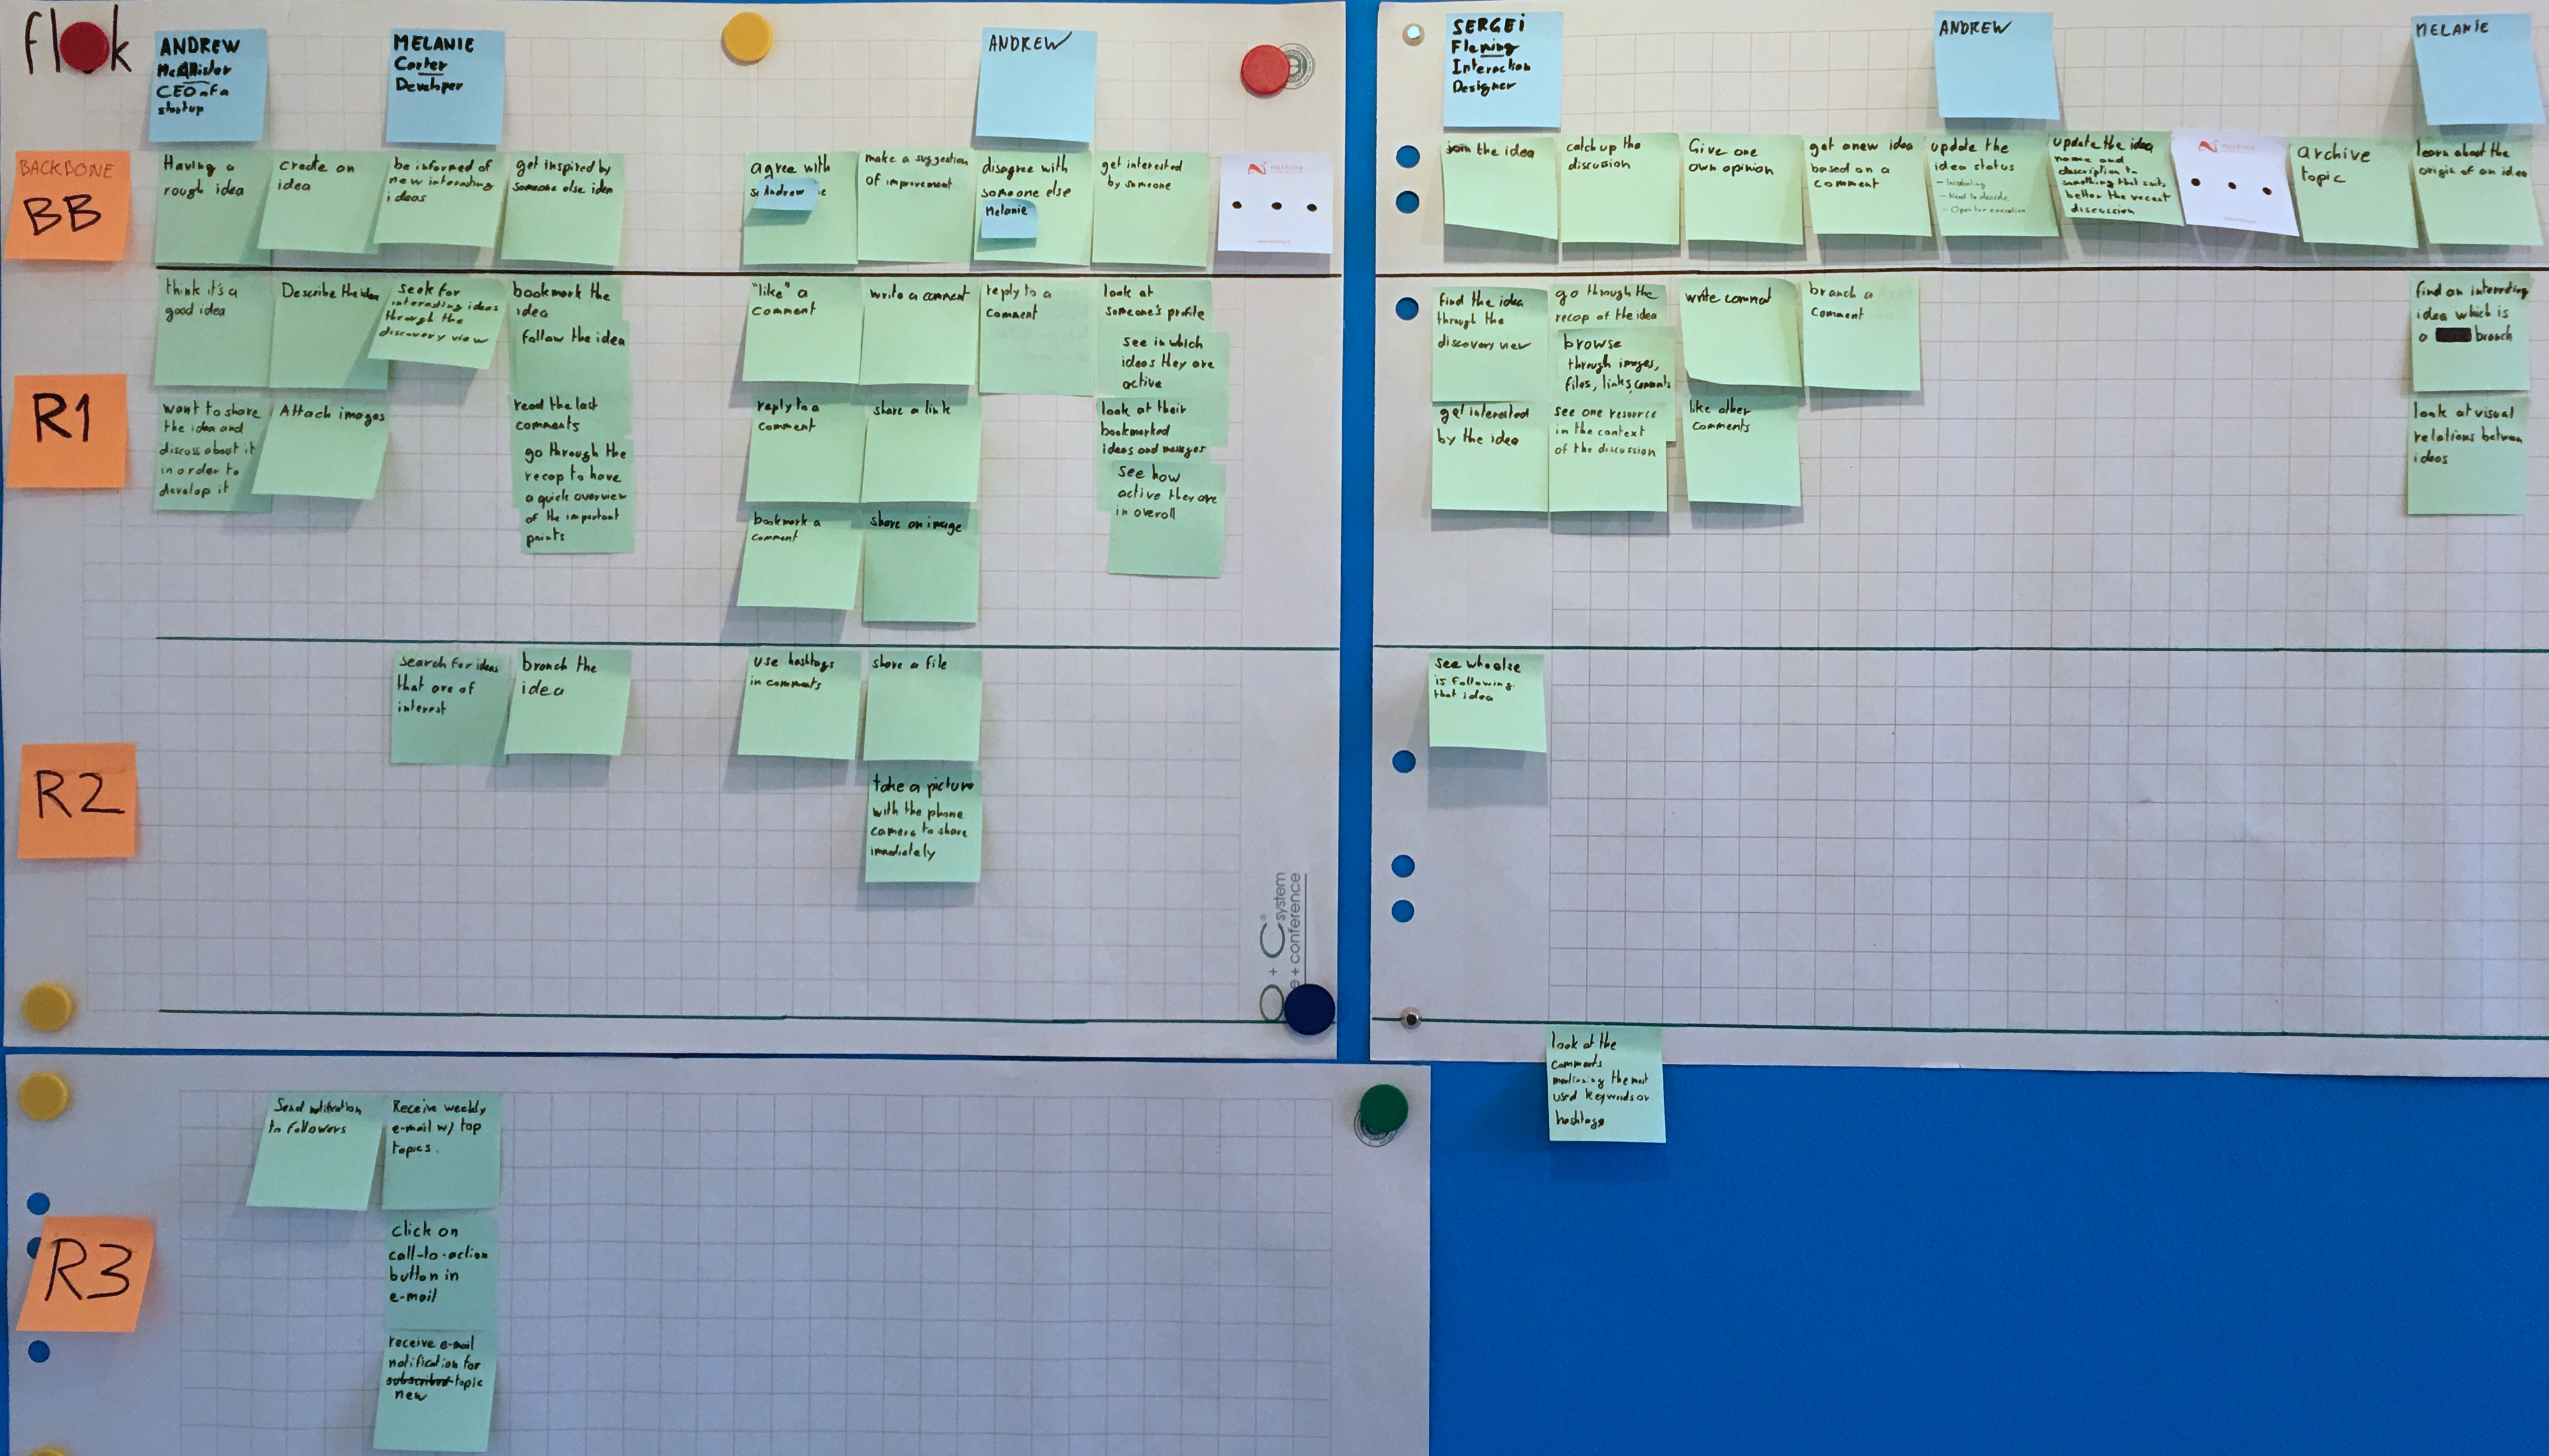 flok
ANDREW
McAllister
CEO of a
startup
MELANIE
Carter
Developer
ANDREW
SERGEi
Fleming
Interaction
Designer
ANDREW
MELANIE
BACKBONE
BB
Having a
rough idea
create an
idea
be informed of
new interesting
ideas
get inspired by
someone else idea
agree with
Andrew
make a suggestion
of improvement
disagree with
someone else
Melanie
get interested
by someone
join the idea
catch up the
discussion
Give one
own opinion
get a new idea
based on a
comment
update the
idea status
- Incubating
- Need to decide
- Open for execution
update the idea
name and
description to
something that suits
better the recent
discussion
archive
topic
learn about the
origin of an idea
R1
think it's a
good idea
want to share
the idea and
discuss about it
in order to
develop it
Describe the idea
Attach images
seek for
interesting ideas
through the
discovery view
bookmark the
idea
follow the idea
read the last
comments
go through the
recap to have
a quick overview
of the important
points
"like" a
comment
reply to a
comment
bookmark a
comment
write a comment
share a link
share an image
reply to a
comment
look at
someone's profile
see in which
ideas they are
active
look at their
bookmarked
ideas and messages
see how
active they are
in overall
find the idea
through the
discovery view
get interested
by the idea
go through the
recap of the idea
browse
through images,
files, links, comments
see one resource
in the context
of the discussion
write comment
like other
comments
branch a
comment
find an interesting
idea which is
a branch
look at visual
relations between
ideas
R2
search for ideas
that are of
interest
branch the
idea
use hashtags
in comments
share a file
take a picture
with the phone
camera to share
immediately
see who else
is following
that idea
C system
e + conference
R3
Send notification
to followers
Receive weekly
e-mail w/ top
topics.
click on
call-to-action
button in
e-mail
receive e-mail
notification for
subscribed topic
new
look at the
comments
mentioning the most
used keywords or
hashtags